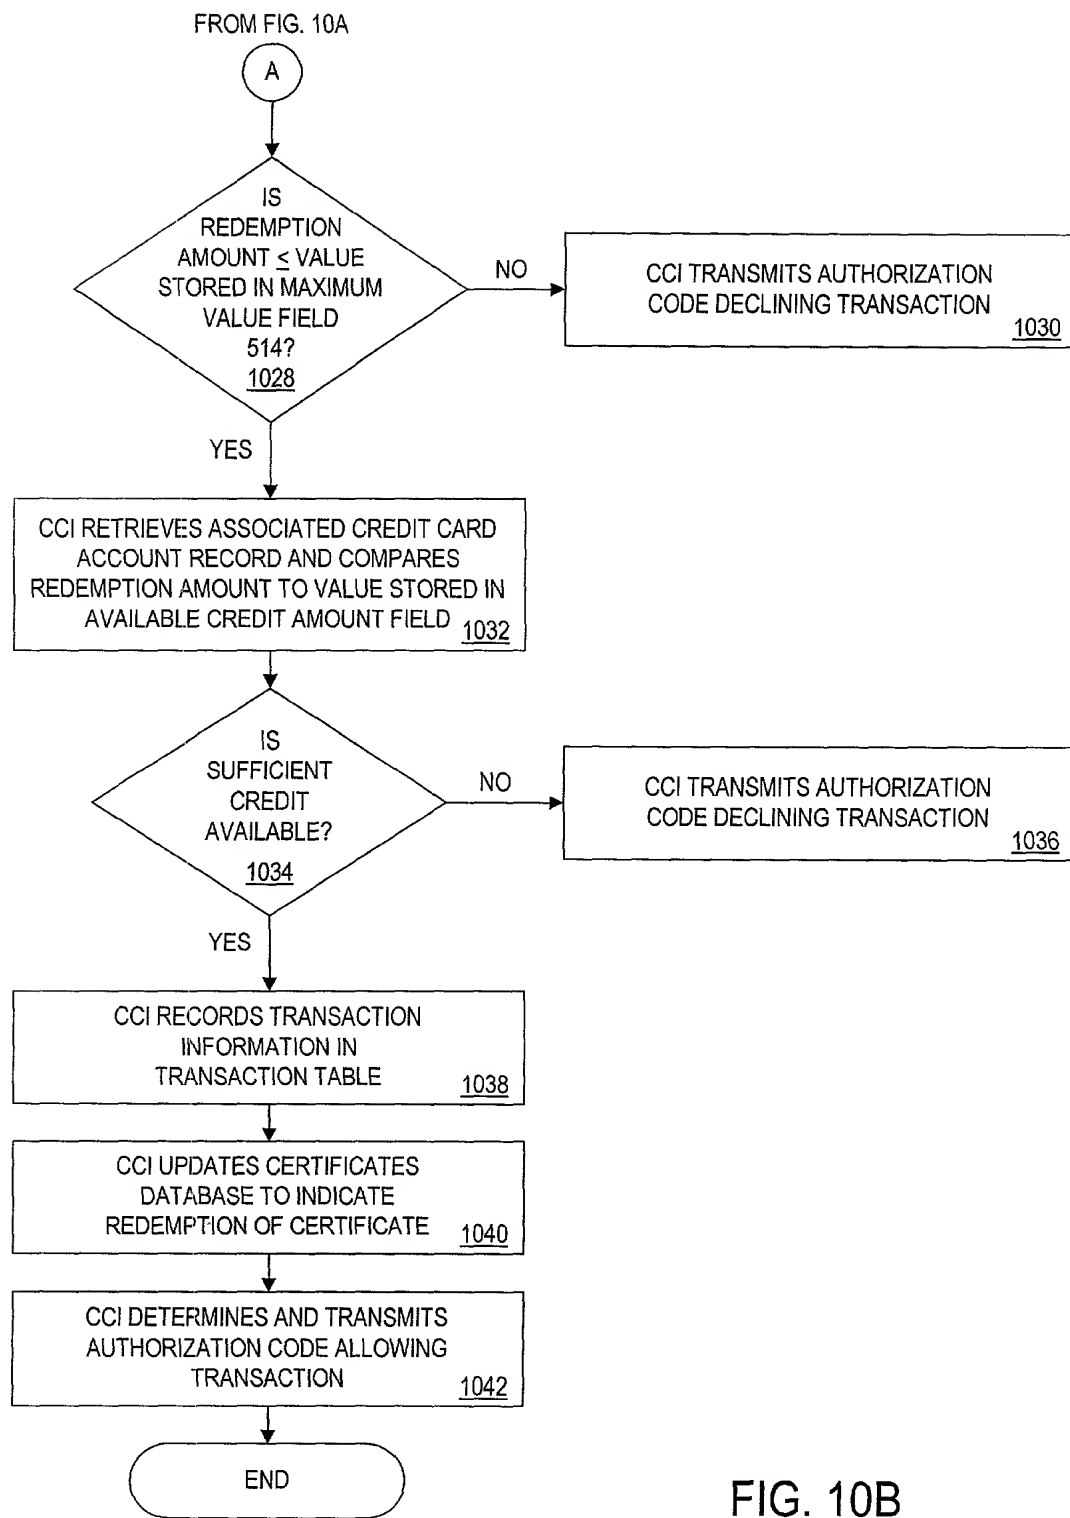 FROM FIG. 10A
A
IS
REDEMPTION
AMOUNT ≤ VALUE
STORED IN MAXIMUM
VALUE FIELD
514?
1028
NO
CCI TRANSMITS AUTHORIZATION
CODE DECLINING TRANSACTION
1030
YES
CCI RETRIEVES ASSOCIATED CREDIT CARD
ACCOUNT RECORD AND COMPARES
REDEMPTION AMOUNT TO VALUE STORED IN
AVAILABLE CREDIT AMOUNT FIELD
1032
IS
SUFFICIENT
CREDIT
AVAILABLE?
1034
NO
CCI TRANSMITS AUTHORIZATION
CODE DECLINING TRANSACTION
1036
YES
CCI RECORDS TRANSACTION
INFORMATION IN
TRANSACTION TABLE
1038
CCI UPDATES CERTIFICATES
DATABASE TO INDICATE
REDEMPTION OF CERTIFICATE
1040
CCI DETERMINES AND TRANSMITS
AUTHORIZATION CODE ALLOWING
TRANSACTION
1042
END
FIG. 10B